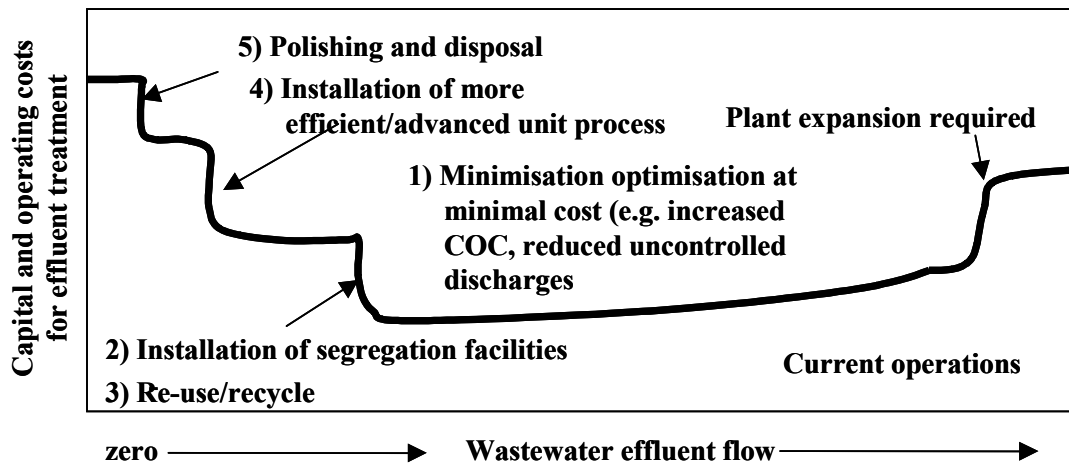 5) Polishing and disposal
4) Installation of more
efficient/advanced unit process
Plant expansion required
1) Minimisation optimisation at
minimal cost (e.g. increased
COC, reduced uncontrolled
discharges
2) Installation of segregation facilities
3) Re-use/recycle
Current operations
Capital and operating costs
for effluent treatment
zero
Wastewater effluent flow